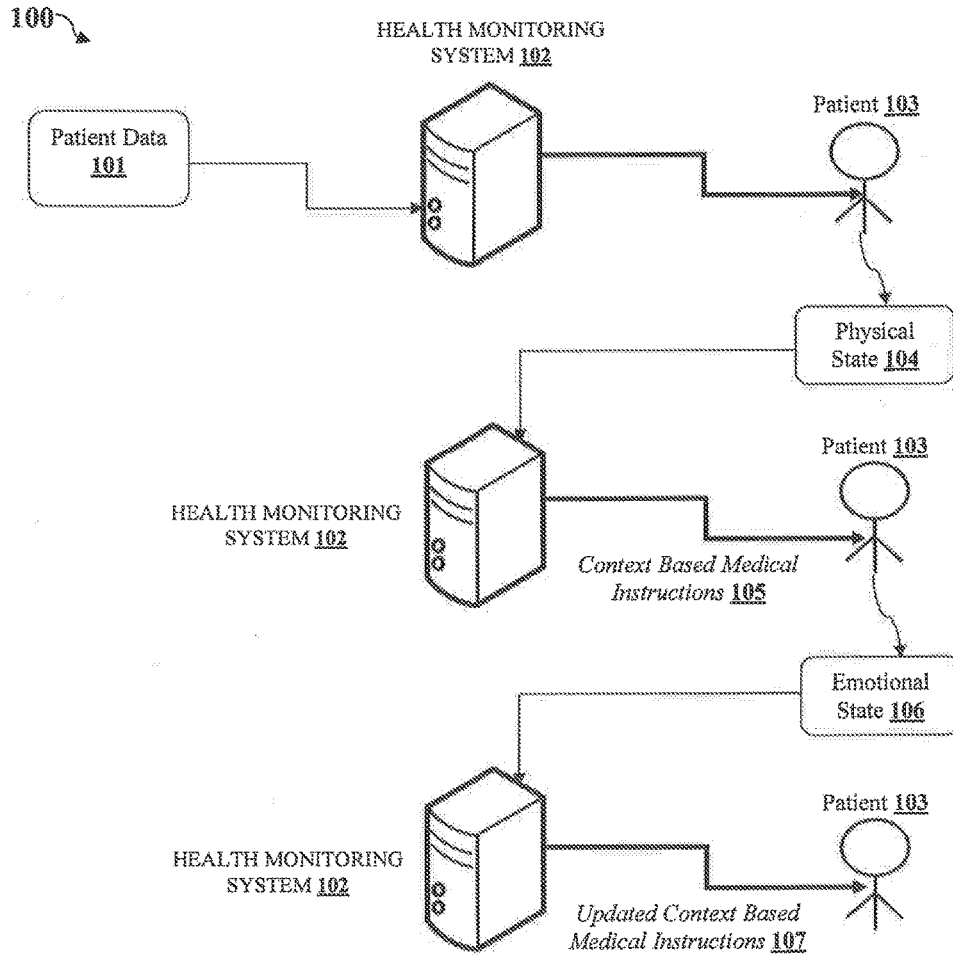 100
HEALTH MONITORING
SYSTEM 102
Patient Data
101
Patient 103
Physical
State 104
Patient 103
HEALTH MONITORING
SYSTEM 102
Context Based Medical
Instructions 105
Emotional
State 106
Patient 103
HEALTH MONITORING
SYSTEM 102
Updated Context Based
Medical Instructions 107